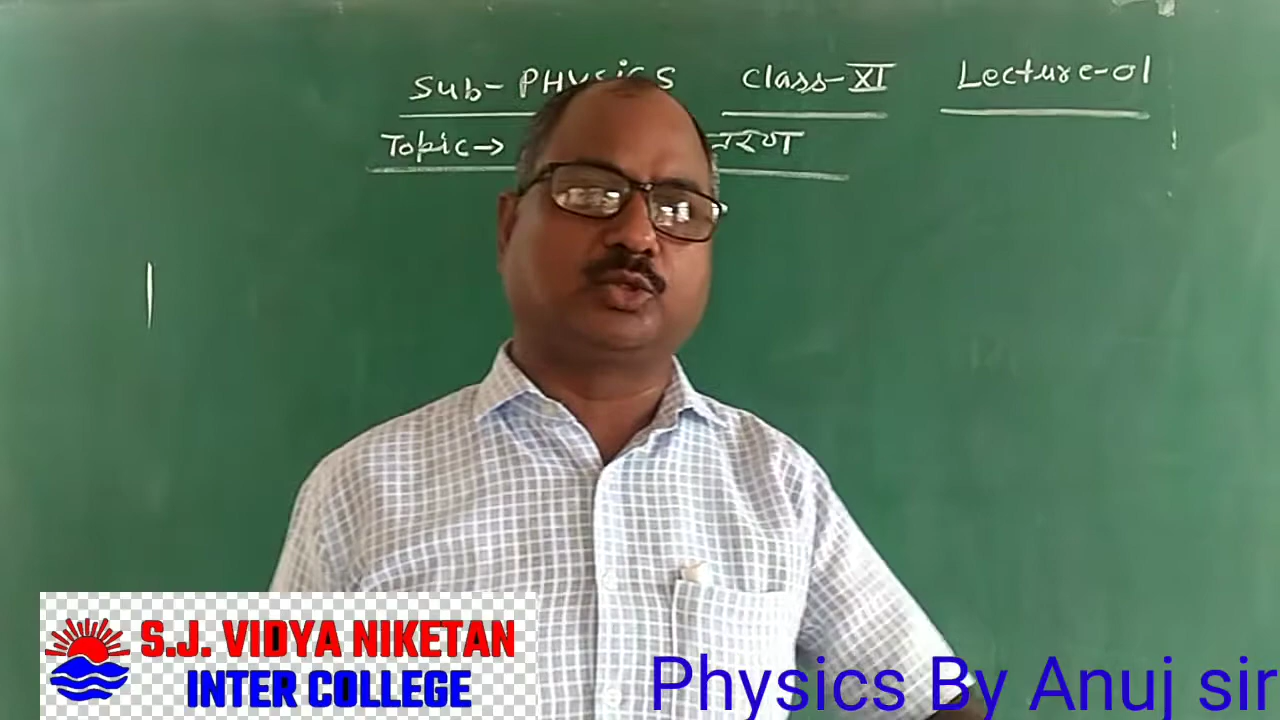 Sub- PHYSICS Class-XI Lecture-01
Topic→
S.J. VIDYA NIKETAN
INTER COLLEGE
Physics By Anuj sir